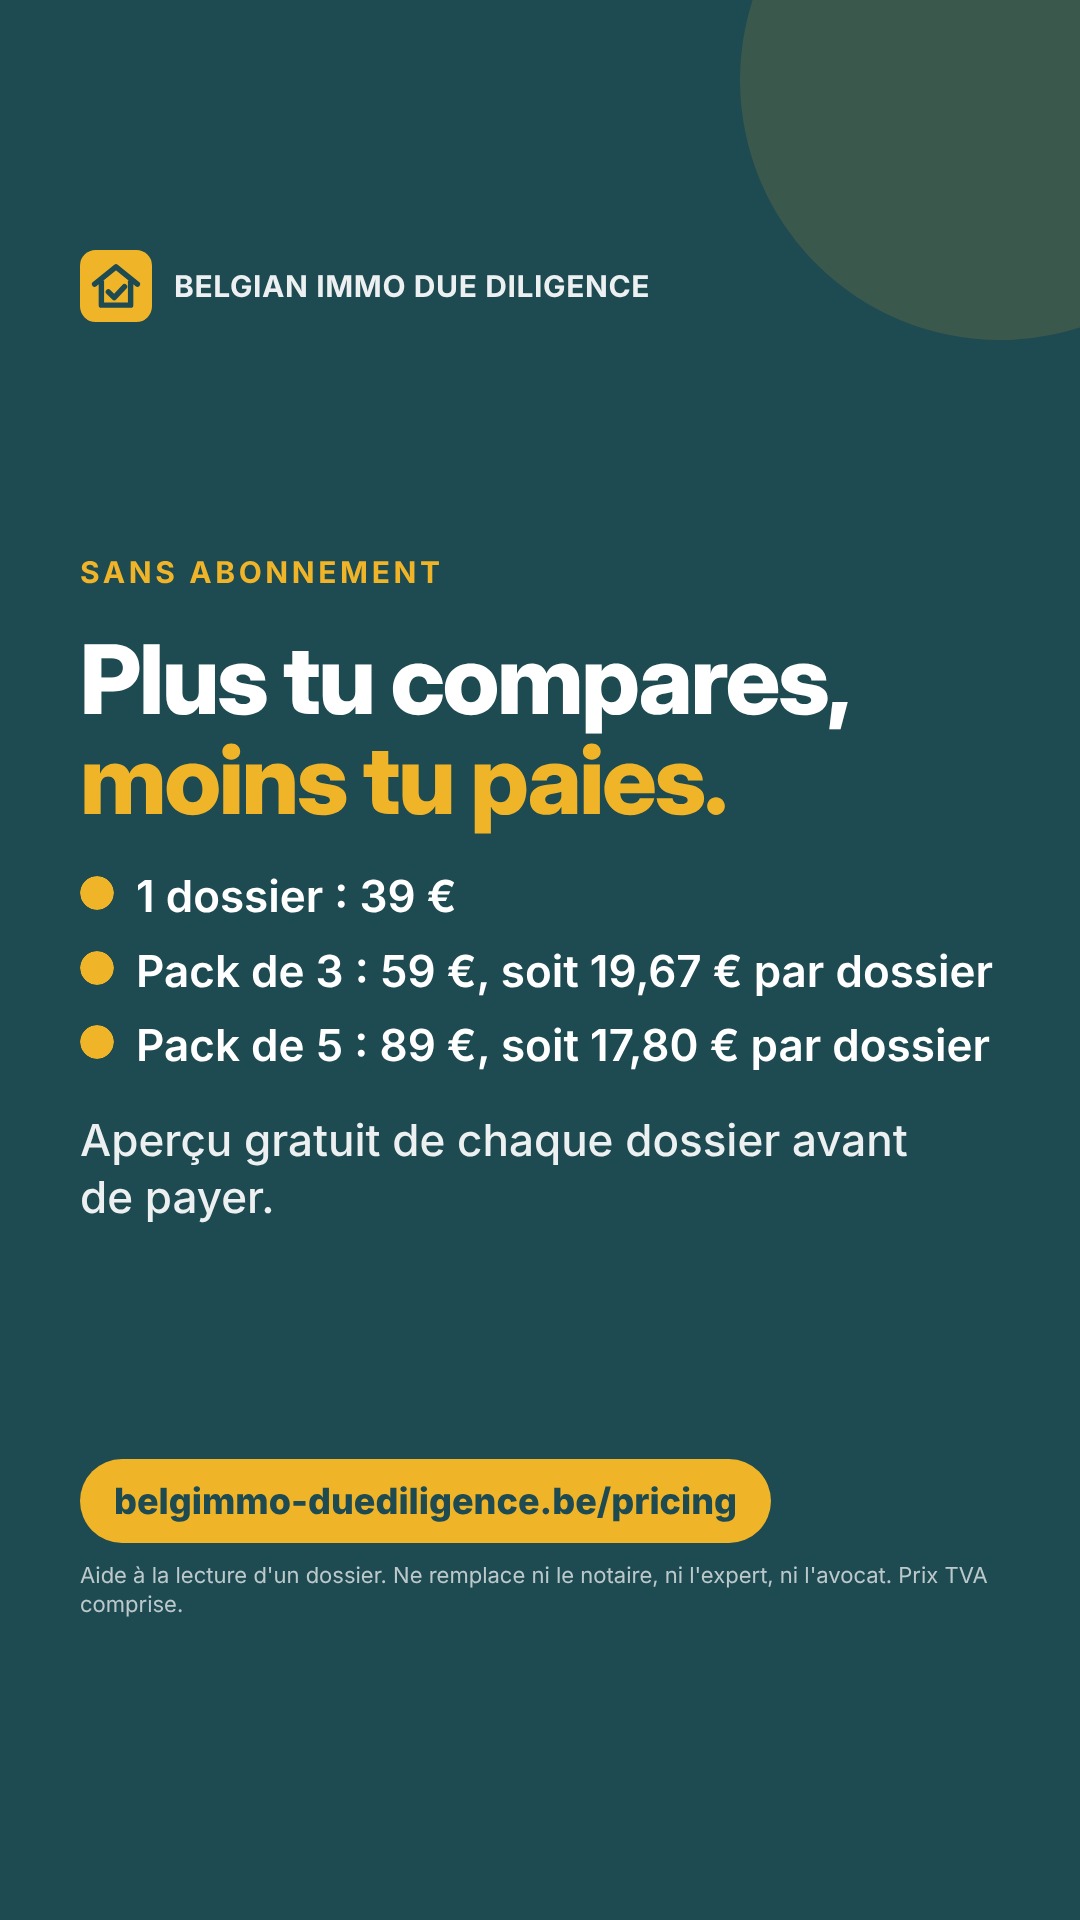 BELGIAN IMMO DUE DILIGENCE
SANS ABONNEMENT
Plus tu compares,
moins tu paies.
1 dossier : 39 €
Pack de 3 : 59 €, soit 19,67 € par dossier
Pack de 5 : 89 €, soit 17,80 € par dossier
Aperçu gratuit de chaque dossier avant
de payer.
belgimmo-duediligence.be/pricing
Aide à la lecture d'un dossier. Ne remplace ni le notaire, ni l'expert, ni l'avocat. Prix TVA
comprise.